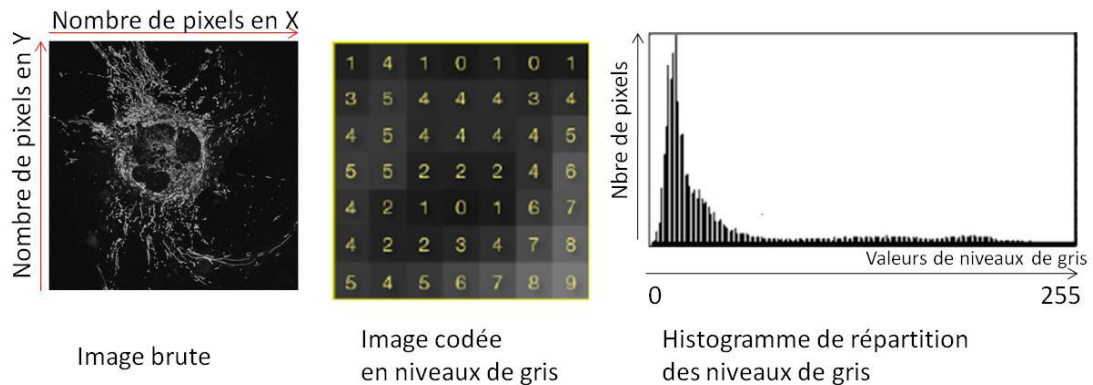 Nombre de pixels en X
Nombre de pixels en Y
1 4 1 0 1 0 1
3 5 4 4 4 3 4
4 5 4 4 4 4 5
5 5 2 2 2 4 6
4 2 1 0 1 6 7
4 2 2 3 4 7 8
5 4 5 6 7 8 9
Nbre de pixels
Valeurs de niveaux de gris
0 255
Image brute
Image codée
en niveaux de gris
Histogramme de répartition
des niveaux de gris